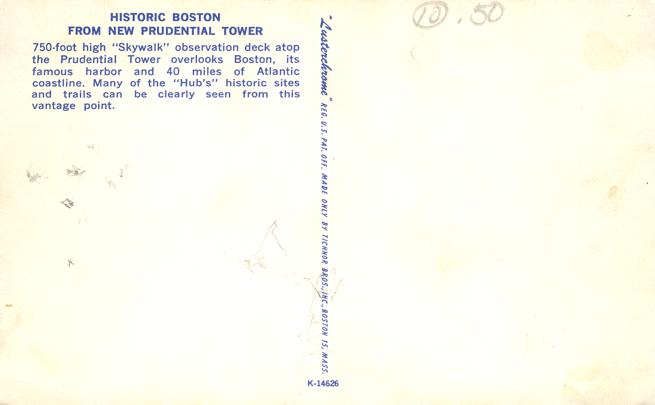 HISTORIC BOSTON
FROM NEW PRUDENTIAL TOWER
750-foot high "Skywalk" observation deck atop
the Prudential Tower overlooks Boston, its
famous harbor and 40 miles of Atlantic
coastline. Many of the "Hub's" historic sites
and trails can be clearly seen from this
vantage point.
"Lusterchrome" REG. U.S. PAT. OFF. MADE ONLY BY TICHNOR BROS., INC., BOSTON 15, MASS.
K-14626
10 .50